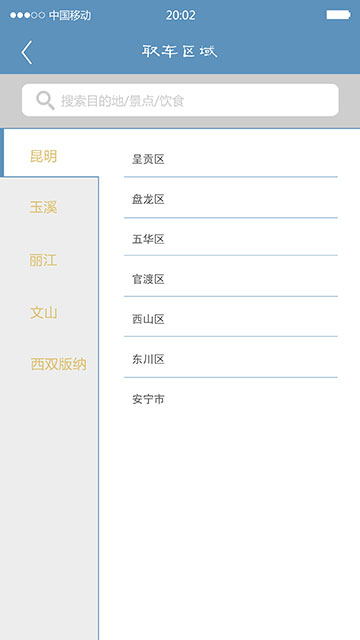 中国移动 20:02
取车区域
搜索目的地/景点/饮食
昆明
玉溪
丽江
文山
西双版纳
呈贡区
盘龙区
五华区
官渡区
西山区
东川区
安宁市